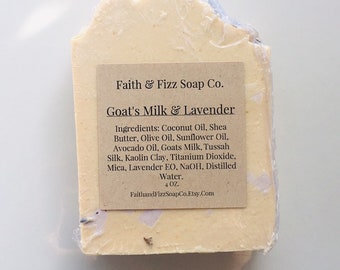 Faith & Fizz Soap Co.
Goat's Milk & Lavender
Ingredients: Coconut Oil, Shea
Butter, Olive Oil, Sunflower Oil,
Avocado Oil, Goats Milk, Tussah
Silk, Kaolin Clay, Titanium Dioxide,
Mica, Lavender EO, NaOH, Distilled
Water.
4 OZ.
FaithandFizzSoapCo.Etsy.Com